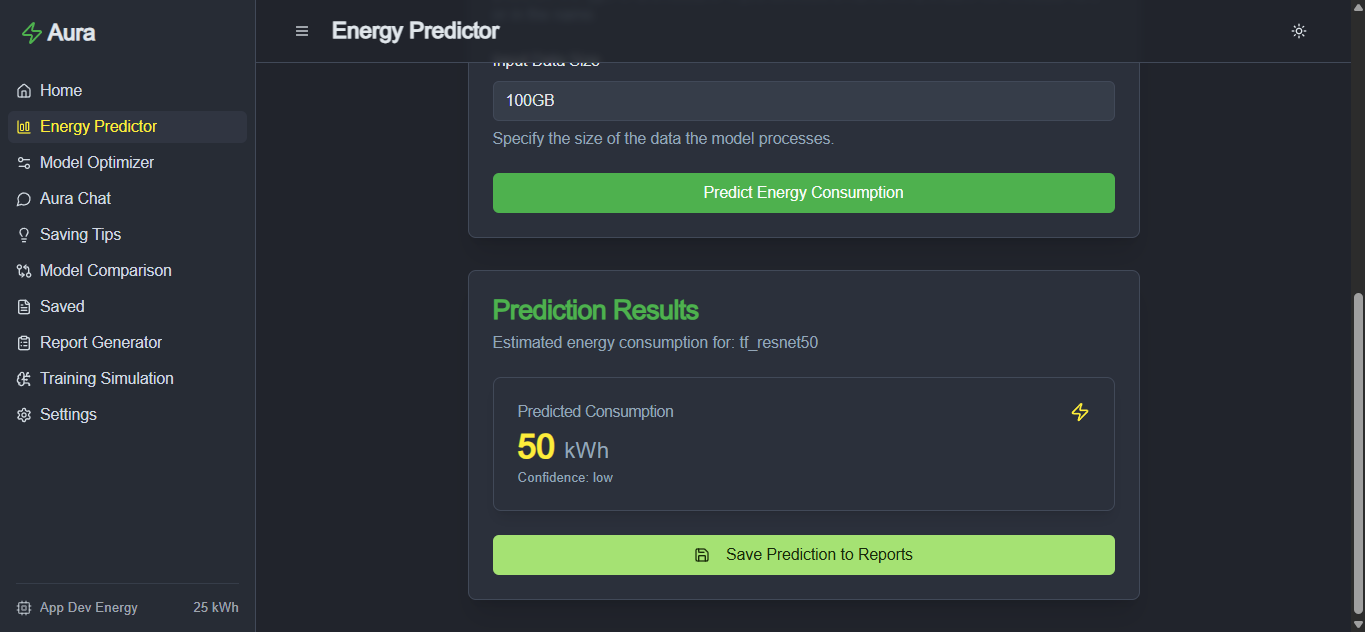 Aura
Home
Energy Predictor
Model Optimizer
Aura Chat
Saving Tips
Model Comparison
Saved
Report Generator
Training Simulation
Settings
App Dev Energy 25 kWh
Energy Predictor
Input Data Size
100GB
Specify the size of the data the model processes.
Predict Energy Consumption
Prediction Results
Estimated energy consumption for: tf_resnet50
Predicted Consumption
50 kWh
Confidence: low
Save Prediction to Reports